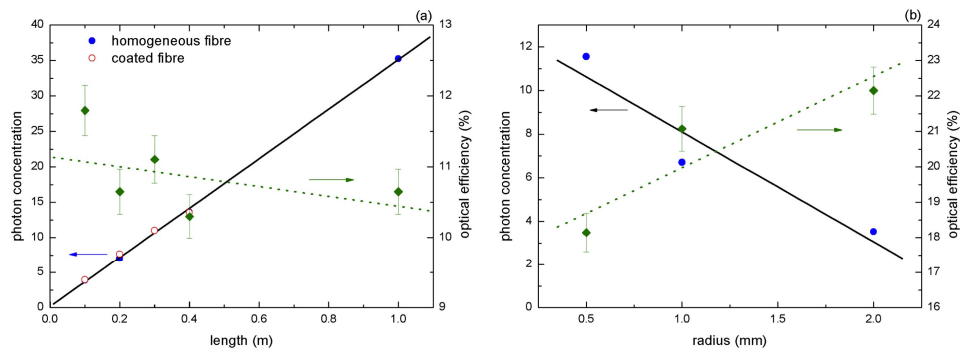 (a)
homogeneous fibre
coated fibre
photon concentration
40
35
30
25
20
15
10
5
0
0.0 0.2 0.4 0.6 0.8 1.0
length (m)
13
12
11
10
9
optical efficiency (%)
(b)
photon concentration
12
10
8
6
4
2
0
0.5 1.0 1.5 2.0
radius (mm)
24
23
22
21
20
19
18
17
16
optical efficiency (%)